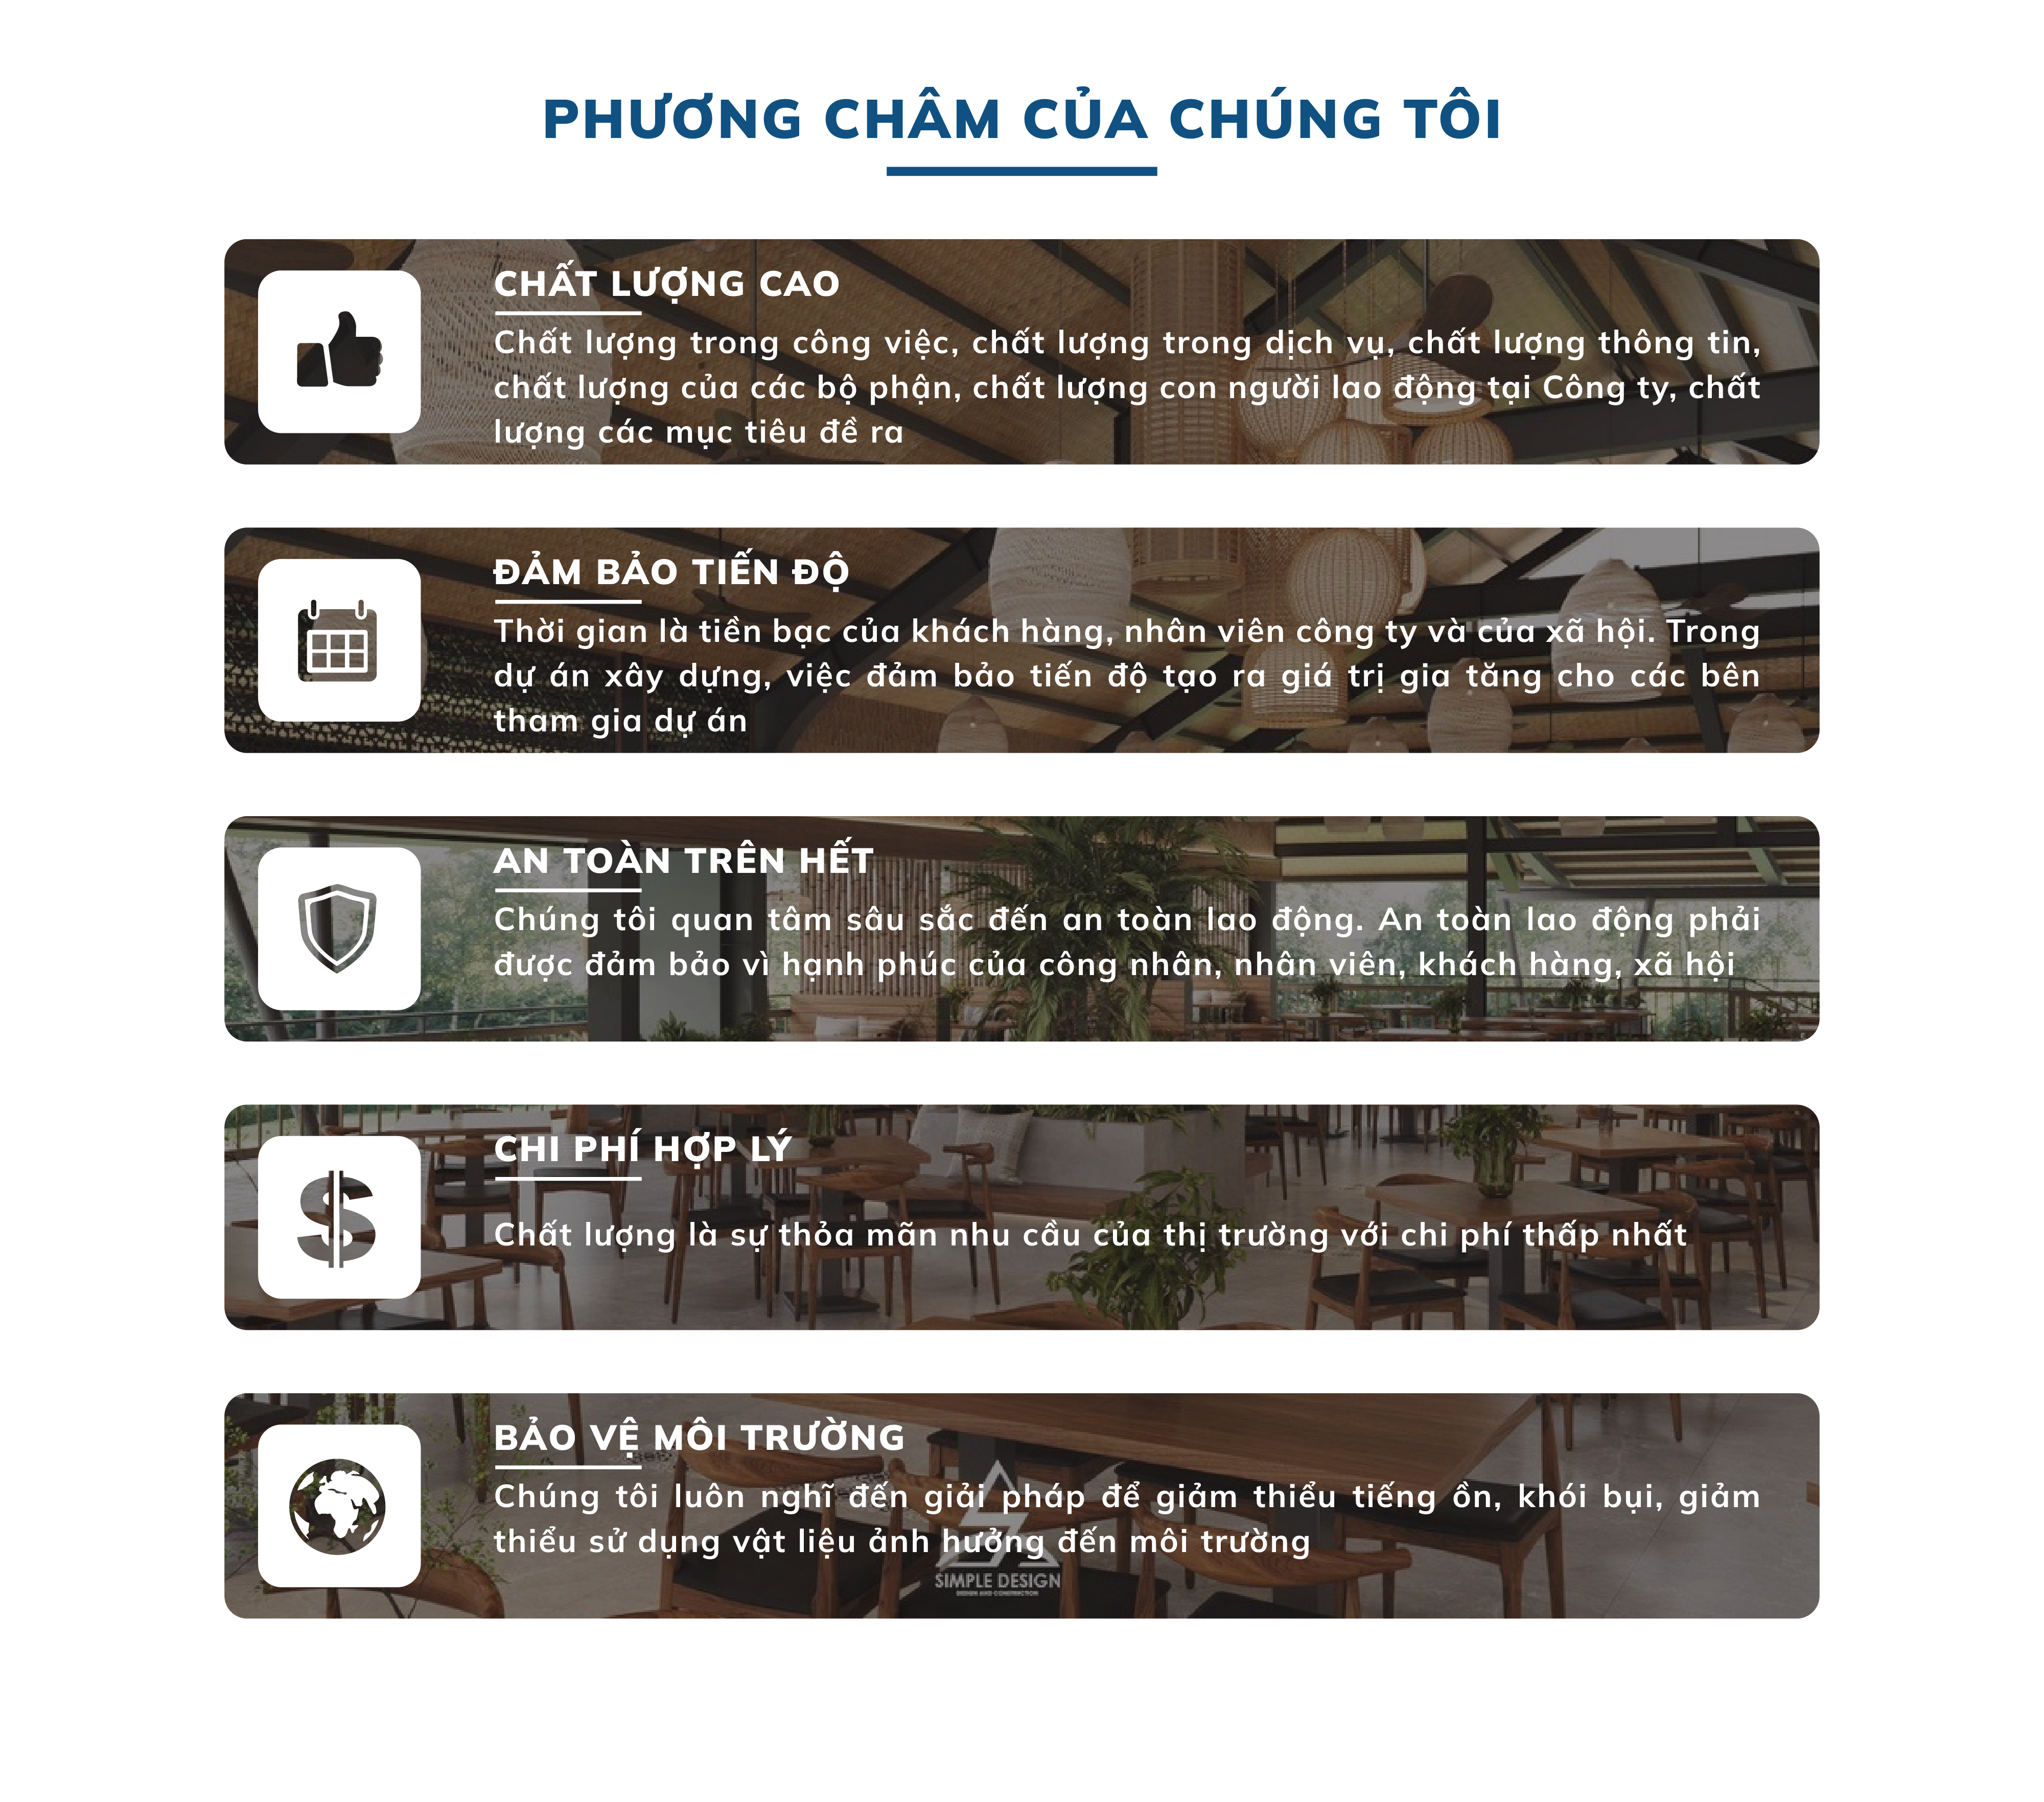 PHƯƠNG CHÂM CỦA CHÚNG TÔI
CHẤT LƯỢNG CAO
Chất lượng trong công việc, chất lượng trong dịch vụ, chất lượng thông tin,
chất lượng của các bộ phận, chất lượng con người lao động tại Công ty, chất
lượng các mục tiêu đề ra
ĐẢM BẢO TIẾN ĐỘ
Thời gian là tiền bạc của khách hàng, nhân viên công ty và của xã hội. Trong
dự án xây dựng, việc đảm bảo tiến độ tạo ra giá trị gia tăng cho các bên
tham gia dự án
AN TOÀN TRÊN HẾT
Chúng tôi quan tâm sâu sắc đến an toàn lao động. An toàn lao động phải
được đảm bảo vì hạnh phúc của công nhân, nhân viên, khách hàng, xã hội
CHI PHÍ HỢP LÝ
Chất lượng là sự thỏa mãn nhu cầu của thị trường với chi phí thấp nhất
BẢO VỆ MÔI TRƯỜNG
Chúng tôi luôn nghĩ đến giải pháp để giảm thiểu tiếng ồn, khói bụi, giảm
thiểu sử dụng vật liệu ảnh hưởng đến môi trường
SIMPLE DESIGN
DESIGN AND CONSTRUCTION